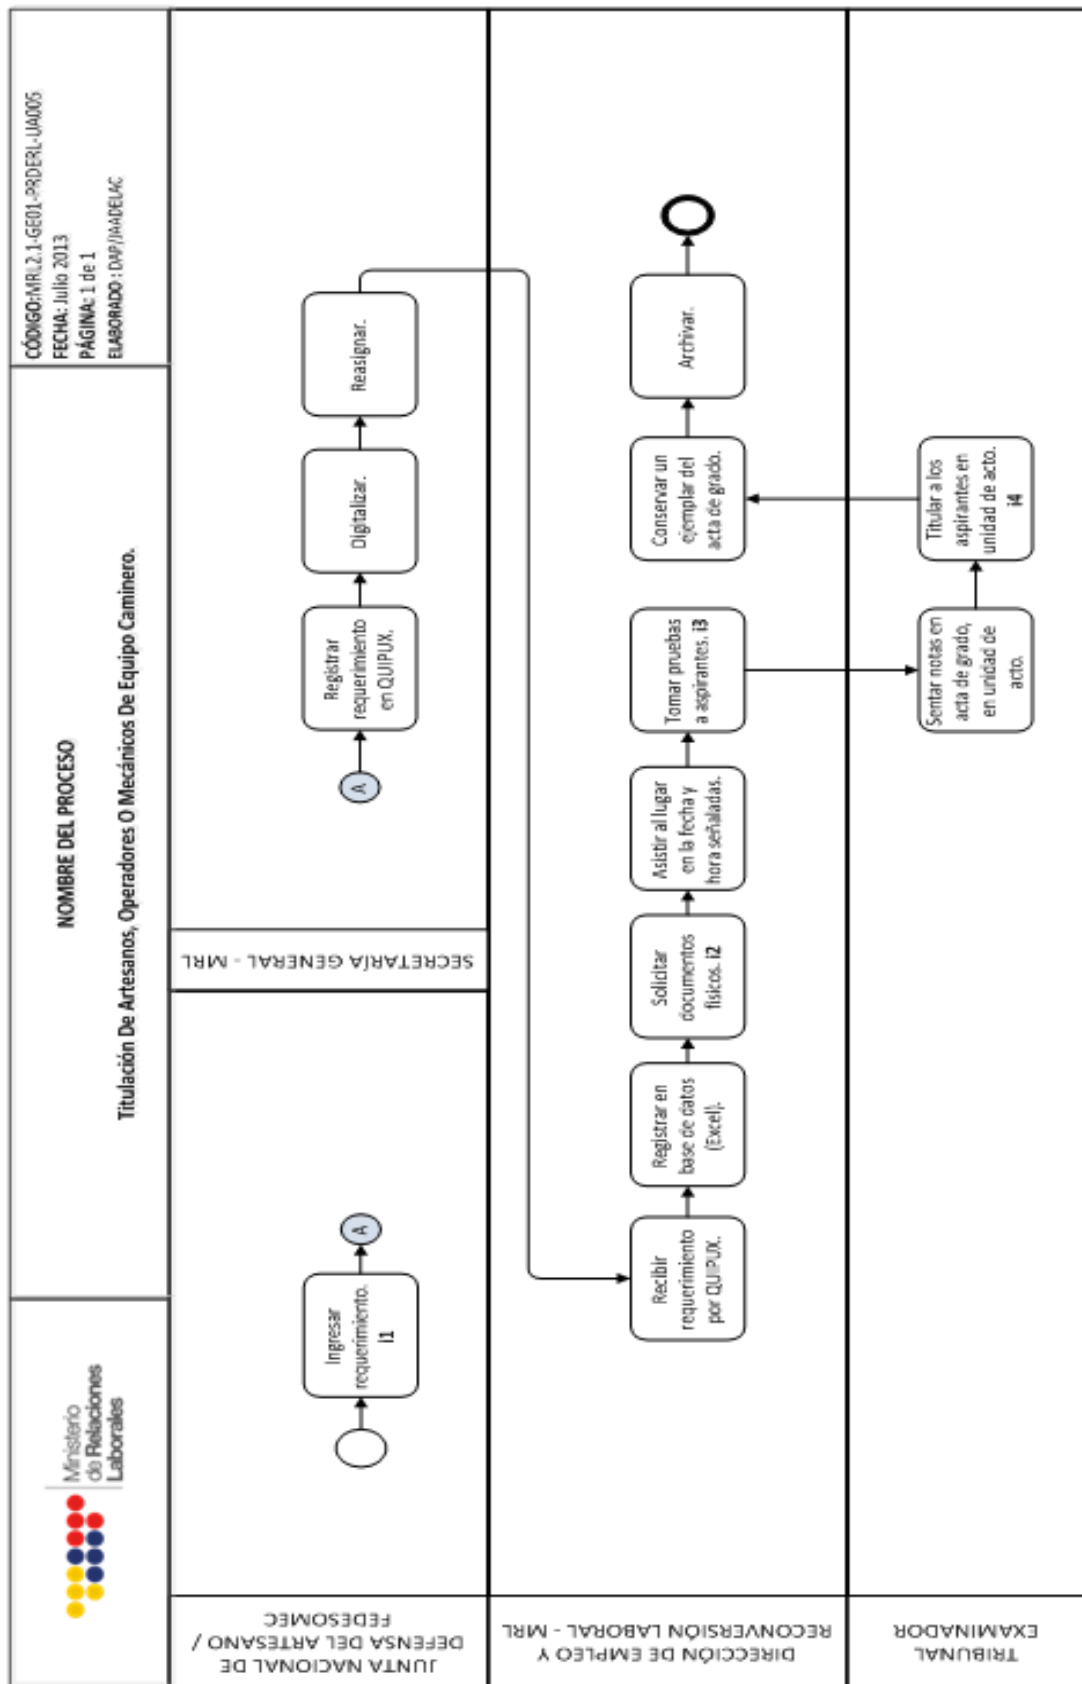 Ministerio
de Relaciones
Laborales
NOMBRE DEL PROCESO
Titulación De Artesanos, Operadores O Mecánicos De Equipo Caminero.
CÓDIGO:MRL2.1-GE01-PRDERL-UA005
FECHA: Julio 2013
PÁGINA: 1 de 1
ELABORADO : DAP/JAADELAC
JUNTA NACIONAL DE
DEFENSA DEL ARTESANO /
FEDESOMEC
Ingresar
requerimiento.
i1
A
SECRETARÍA GENERAL - MRL
A
Registrar
requerimiento
en QUIPUX.
Digitalizar.
Reasignar.
DIRECCIÓN DE EMPLEO Y
RECONVERSIÓN LABORAL - MRL
Recibir
requerimiento
por QUIPUX.
Registrar en
base de datos
(Excel).
Solicitar
documentos
físicos. i2
Asistir al lugar
en la fecha y
hora señaladas.
Tomar pruebas
a aspirantes. i3
Conservar un
ejemplar del
acta de grado.
Archivar.
TRIBUNAL
EXAMINADOR
Sentar notas en
acta de grado,
en unidad de
acto.
Titular a los
aspirantes en
unidad de acto.
i4